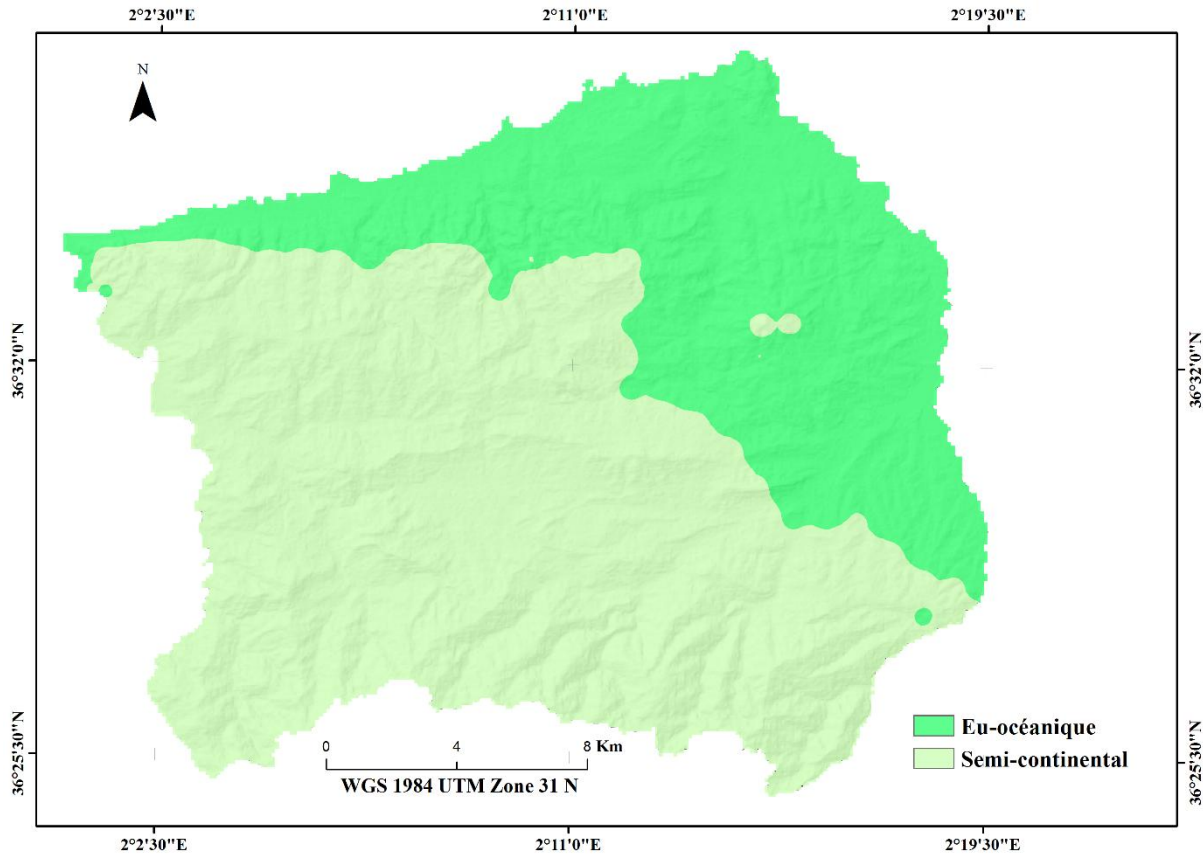 2°2'30"E 2°11'0"E 2°19'30"E
N
36°32'0"N 36°32'0"N
Eu-océanique
Semi-continental
0 4 8 Km
WGS 1984 UTM Zone 31 N
36°25'30"N 36°25'30"N
2°2'30"E 2°11'0"E 2°19'30"E